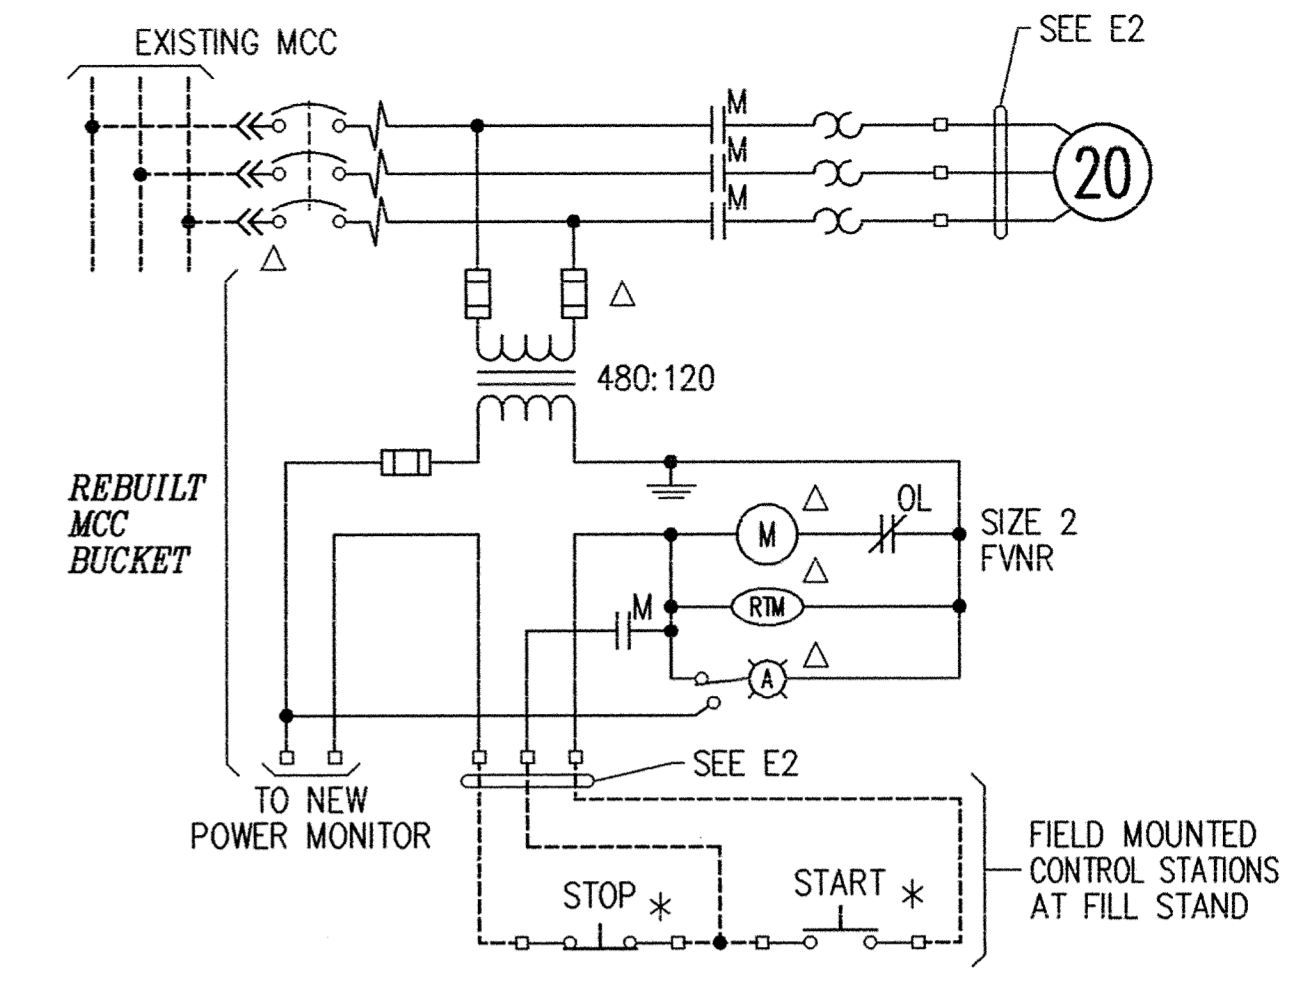 EXISTING MCC
SEE E2
M
M
M
20
480:120
REBUILT
MCC
BUCKET
OL
M
SIZE 2
FVNR
RTM
M
A
SEE E2
TO NEW
POWER MONITOR
FIELD MOUNTED
CONTROL STATIONS
AT FILL STAND
STOP *
START *